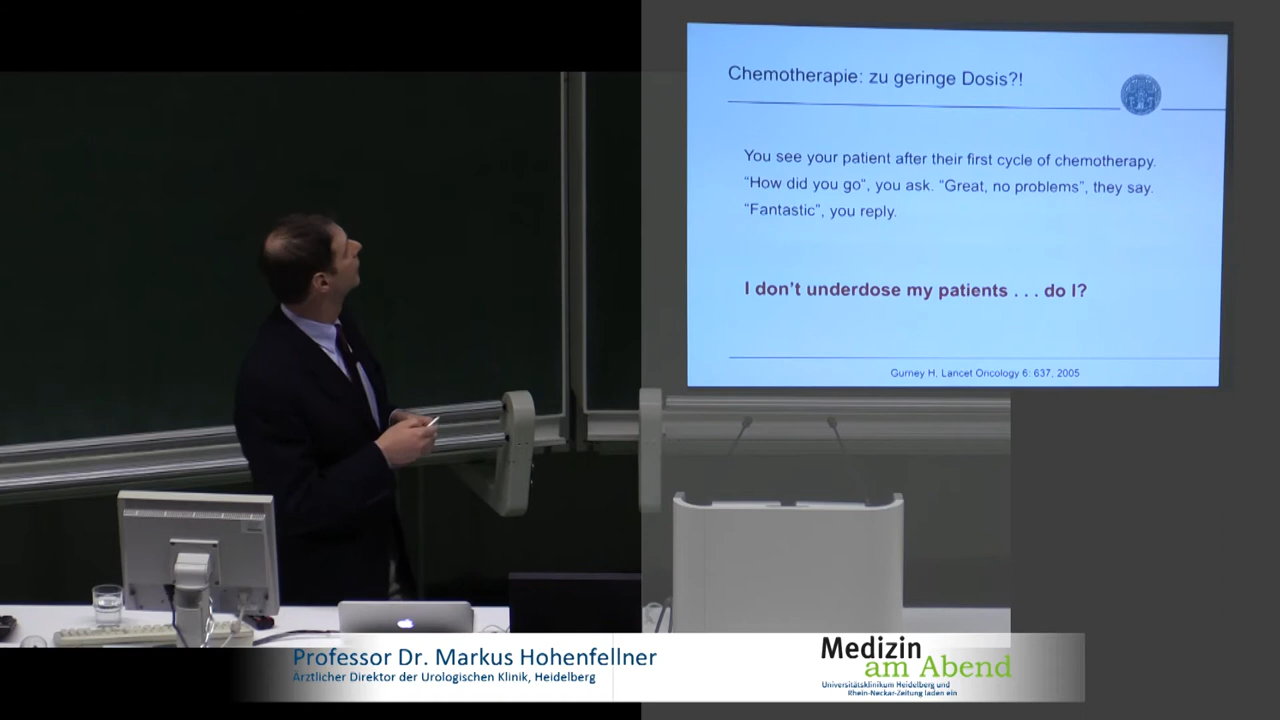 Chemotherapie: zu geringe Dosis?!
You see your patient after their first cycle of chemotherapy.
“How did you go“, you ask. “Great, no problems”, they say.
“Fantastic”, you reply.
I don’t underdose my patients . . . do I?
Gurney H, Lancet Oncology 6: 637, 2005
Professor Dr. Markus Hohenfellner
Ärztlicher Direktor der Urologischen Klinik, Heidelberg
Medizin
am Abend
Universitätsklinikum Heidelberg und
Rhein-Neckar-Zeitung laden ein